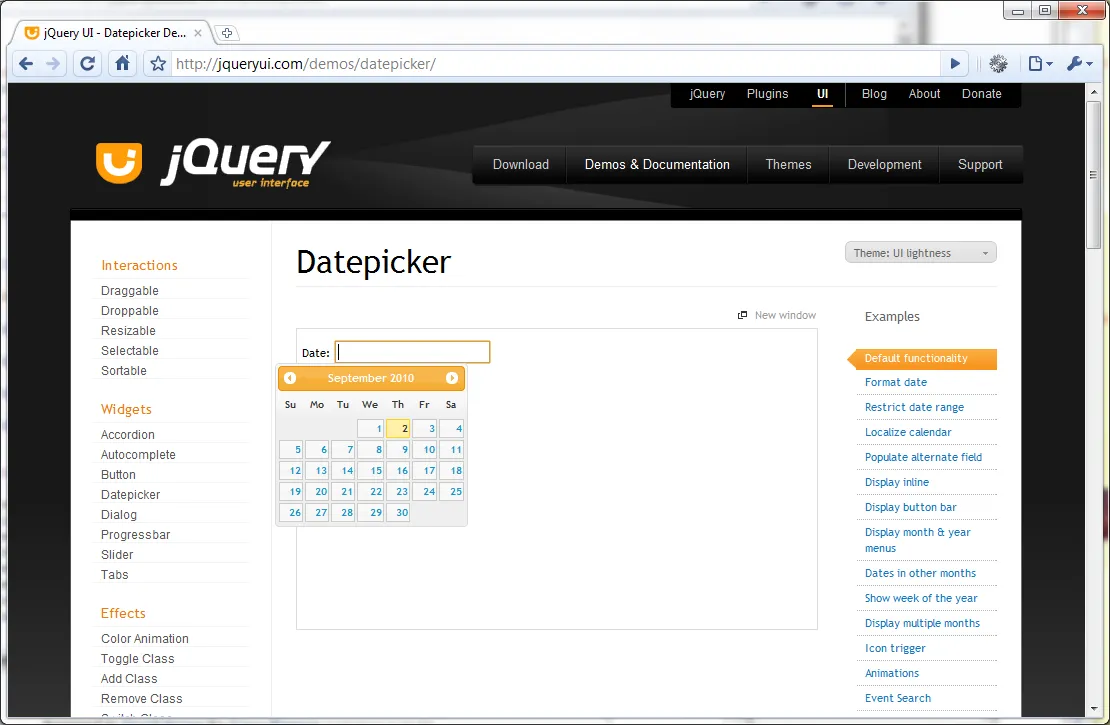 jQuery UI - Datepicker De...
http://jqueryui.com/demos/datepicker/
jQuery Plugins UI Blog About Donate
jQuery
user interface
Download Demos & Documentation Themes Development Support
Interactions
Draggable
Droppable
Resizable
Selectable
Sortable
Widgets
Accordion
Autocomplete
Button
Datepicker
Dialog
Progressbar
Slider
Tabs
Effects
Color Animation
Toggle Class
Add Class
Remove Class
Datepicker
Theme: UI lightness
New window
Date:
September 2010
Su Mo Tu We Th Fr Sa
1 2 3 4
5 6 7 8 9 10 11
12 13 14 15 16 17 18
19 20 21 22 23 24 25
26 27 28 29 30
Examples
Default functionality
Format date
Restrict date range
Localize calendar
Populate alternate field
Display inline
Display button bar
Display month & year
menus
Dates in other months
Show week of the year
Display multiple months
Icon trigger
Animations
Event Search